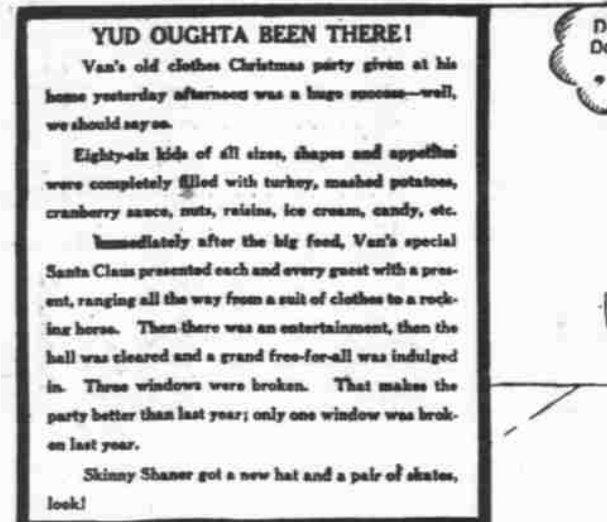 YUD OUGHTA BEEN THERE!
Van's old clothes Christmas party given at his
home yesterday afternoon was a huge success—well,
we should say so.
Eighty-six kids of all sizes, shapes and appetites
were completely filled with turkey, mashed potatoes,
cranberry sauce, nuts, raisins, ice cream, candy, etc.
Immediately after the big feed, Van's special
Santa Claus presented each and every guest with a pres-
ent, ranging all the way from a suit of clothes to a rock-
ing horse. Then there was an entertainment, then the
hall was cleared and a grand free-for-all was indulged
in. Three windows were broken. That makes the
party better than last year; only one window was brok-
en last year.
Skinny Shaner got a new hat and a pair of skates,
look!